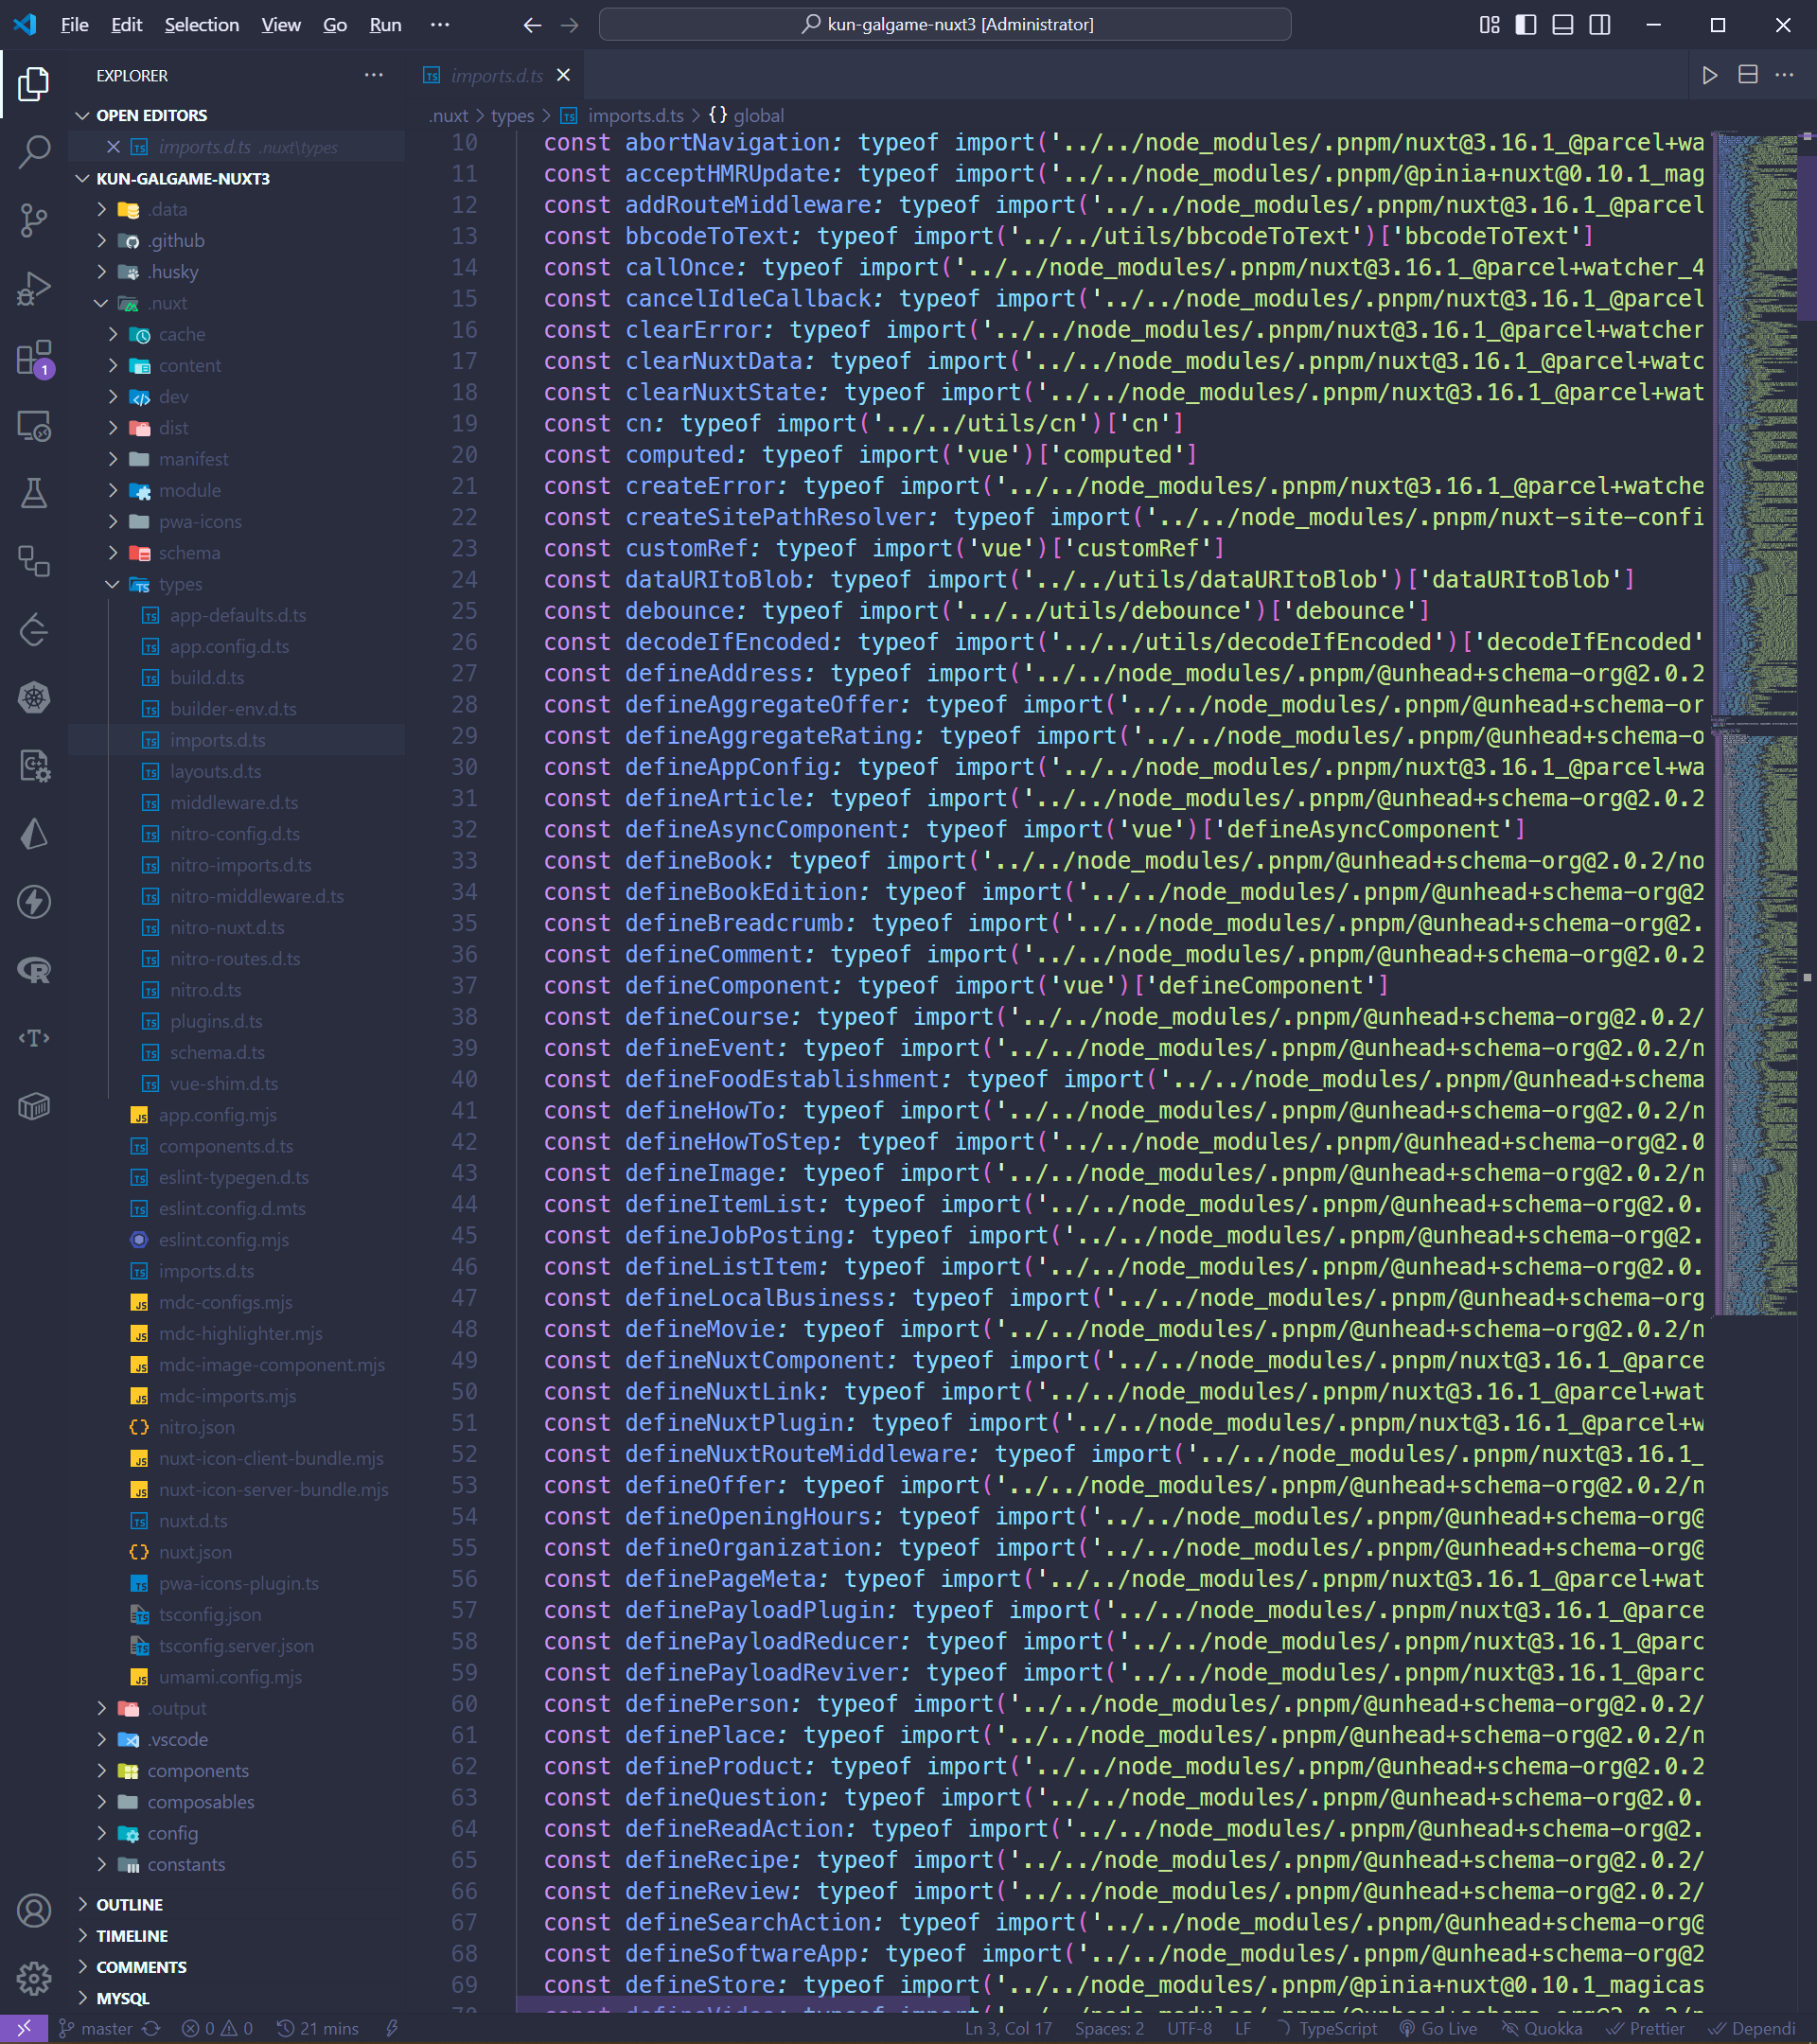 File Edit Selection View Go Run ···
kun-galgame-nuxt3 [Administrator]
EXPLORER
OPEN EDITORS
imports.d.ts .nuxt\types
KUN-GALGAME-NUXT3
.data
.github
.husky
.nuxt
cache
content
dev
dist
manifest
module
pwa-icons
schema
types
app-defaults.d.ts
app.config.d.ts
build.d.ts
builder-env.d.ts
imports.d.ts
layouts.d.ts
middleware.d.ts
nitro-config.d.ts
nitro-imports.d.ts
nitro-middleware.d.ts
nitro-nuxt.d.ts
nitro-routes.d.ts
nitro.d.ts
plugins.d.ts
schema.d.ts
vue-shim.d.ts
app.config.mjs
components.d.ts
eslint-typegen.d.ts
eslint.config.d.mts
eslint.config.mjs
imports.d.ts
mdc-configs.mjs
mdc-highlighter.mjs
mdc-image-component.mjs
mdc-imports.mjs
nitro.json
nuxt-icon-client-bundle.mjs
nuxt-icon-server-bundle.mjs
nuxt.d.ts
nuxt.json
pwa-icons-plugin.ts
tsconfig.json
tsconfig.server.json
umami.config.mjs
.output
.vscode
components
composables
config
constants
OUTLINE
TIMELINE
COMMENTS
MYSQL
1
imports.d.ts
.nuxt > types > imports.d.ts > {} global
10 const abortNavigation: typeof import('../../node_modules/.pnpm/nuxt@3.16.1_@parcel+wa
11 const acceptHMRUpdate: typeof import('../../node_modules/.pnpm/@pinia+nuxt@0.10.1_mag
12 const addRouteMiddleware: typeof import('../../node_modules/.pnpm/nuxt@3.16.1_@parcel
13 const bbcodeToText: typeof import('../../utils/bbcodeToText')['bbcodeToText']
14 const callOnce: typeof import('../../node_modules/.pnpm/nuxt@3.16.1_@parcel+watcher_4
15 const cancelIdleCallback: typeof import('../../node_modules/.pnpm/nuxt@3.16.1_@parcel
16 const clearError: typeof import('../../node_modules/.pnpm/nuxt@3.16.1_@parcel+watcher
17 const clearNuxtData: typeof import('../../node_modules/.pnpm/nuxt@3.16.1_@parcel+watc
18 const clearNuxtState: typeof import('../../node_modules/.pnpm/nuxt@3.16.1_@parcel+wat
19 const cn: typeof import('../../utils/cn')['cn']
20 const computed: typeof import('vue')['computed']
21 const createError: typeof import('../../node_modules/.pnpm/nuxt@3.16.1_@parcel+watche
22 const createSitePathResolver: typeof import('../../node_modules/.pnpm/nuxt-site-confi
23 const customRef: typeof import('vue')['customRef']
24 const dataURItoBlob: typeof import('../../utils/dataURItoBlob')['dataURItoBlob']
25 const debounce: typeof import('../../utils/debounce')['debounce']
26 const decodeIfEncoded: typeof import('../../utils/decodeIfEncoded')['decodeIfEncoded'
27 const defineAddress: typeof import('../../node_modules/.pnpm/@unhead+schema-org@2.0.2
28 const defineAggregateOffer: typeof import('../../node_modules/.pnpm/@unhead+schema-or
29 const defineAggregateRating: typeof import('../../node_modules/.pnpm/@unhead+schema-o
30 const defineAppConfig: typeof import('../../node_modules/.pnpm/nuxt@3.16.1_@parcel+wa
31 const defineArticle: typeof import('../../node_modules/.pnpm/@unhead+schema-org@2.0.2
32 const defineAsyncComponent: typeof import('vue')['defineAsyncComponent']
33 const defineBook: typeof import('../../node_modules/.pnpm/@unhead+schema-org@2.0.2/no
34 const defineBookEdition: typeof import('../../node_modules/.pnpm/@unhead+schema-org@2
35 const defineBreadcrumb: typeof import('../../node_modules/.pnpm/@unhead+schema-org@2.
36 const defineComment: typeof import('../../node_modules/.pnpm/@unhead+schema-org@2.0.2
37 const defineComponent: typeof import('vue')['defineComponent']
38 const defineCourse: typeof import('../../node_modules/.pnpm/@unhead+schema-org@2.0.2/
39 const defineEvent: typeof import('../../node_modules/.pnpm/@unhead+schema-org@2.0.2/n
40 const defineFoodEstablishment: typeof import('../../node_modules/.pnpm/@unhead+schema
41 const defineHowTo: typeof import('../../node_modules/.pnpm/@unhead+schema-org@2.0.2/n
42 const defineHowToStep: typeof import('../../node_modules/.pnpm/@unhead+schema-org@2.0
43 const defineImage: typeof import('../../node_modules/.pnpm/@unhead+schema-org@2.0.2/n
44 const defineItemList: typeof import('../../node_modules/.pnpm/@unhead+schema-org@2.0.
45 const defineJobPosting: typeof import('../../node_modules/.pnpm/@unhead+schema-org@2.
46 const defineListItem: typeof import('../../node_modules/.pnpm/@unhead+schema-org@2.0.
47 const defineLocalBusiness: typeof import('../../node_modules/.pnpm/@unhead+schema-org
48 const defineMovie: typeof import('../../node_modules/.pnpm/@unhead+schema-org@2.0.2/n
49 const defineNuxtComponent: typeof import('../../node_modules/.pnpm/nuxt@3.16.1_@parce
50 const defineNuxtLink: typeof import('../../node_modules/.pnpm/nuxt@3.16.1_@parcel+wat
51 const defineNuxtPlugin: typeof import('../../node_modules/.pnpm/nuxt@3.16.1_@parcel+w
52 const defineNuxtRouteMiddleware: typeof import('../../node_modules/.pnpm/nuxt@3.16.1_
53 const defineOffer: typeof import('../../node_modules/.pnpm/@unhead+schema-org@2.0.2/n
54 const defineOpeningHours: typeof import('../../node_modules/.pnpm/@unhead+schema-org@
55 const defineOrganization: typeof import('../../node_modules/.pnpm/@unhead+schema-org@
56 const definePageMeta: typeof import('../../node_modules/.pnpm/nuxt@3.16.1_@parcel+wat
57 const definePayloadPlugin: typeof import('../../node_modules/.pnpm/nuxt@3.16.1_@parce
58 const definePayloadReducer: typeof import('../../node_modules/.pnpm/nuxt@3.16.1_@parc
59 const definePayloadReviver: typeof import('../../node_modules/.pnpm/nuxt@3.16.1_@parc
60 const definePerson: typeof import('../../node_modules/.pnpm/@unhead+schema-org@2.0.2/
61 const definePlace: typeof import('../../node_modules/.pnpm/@unhead+schema-org@2.0.2/n
62 const defineProduct: typeof import('../../node_modules/.pnpm/@unhead+schema-org@2.0.2
63 const defineQuestion: typeof import('../../node_modules/.pnpm/@unhead+schema-org@2.0.
64 const defineReadAction: typeof import('../../node_modules/.pnpm/@unhead+schema-org@2.
65 const defineRecipe: typeof import('../../node_modules/.pnpm/@unhead+schema-org@2.0.2/
66 const defineReview: typeof import('../../node_modules/.pnpm/@unhead+schema-org@2.0.2/
67 const defineSearchAction: typeof import('../../node_modules/.pnpm/@unhead+schema-org@
68 const defineSoftwareApp: typeof import('../../node_modules/.pnpm/@unhead+schema-org@2
69 const defineStore: typeof import('../../node_modules/.pnpm/@pinia+nuxt@0.10.1_magicas
master 0 0 21 mins Ln 3, Col 17 Spaces: 2 UTF-8 LF TypeScript Go Live Quokka Prettier Dependi